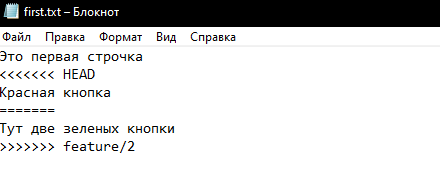 first.txt – Блокнот
Файл Правка Формат Вид Справка
Это первая строчка
<<<<<<< HEAD
Красная кнопка
=======
Тут две зеленых кнопки
>>>>>>> feature/2